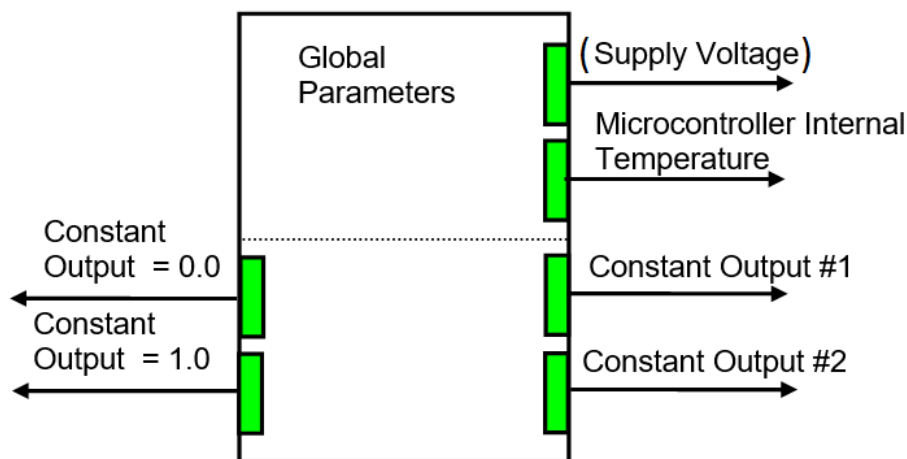 Global
Parameters
(Supply Voltage)
Microcontroller Internal
Temperature
Constant
Output = 0.0
Constant
Output = 1.0
Constant Output #1
Constant Output #2